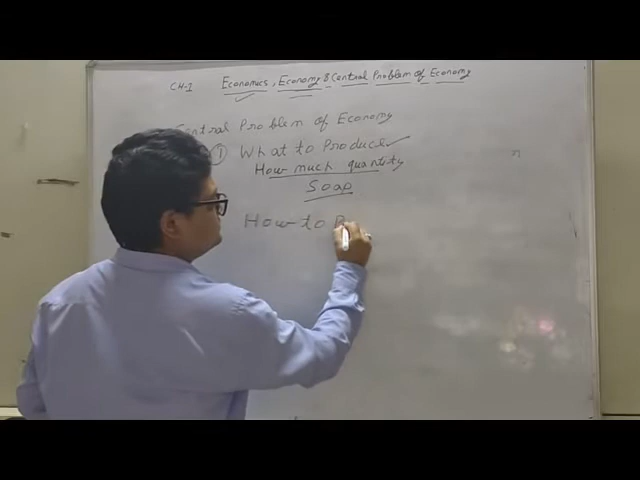 CH-I Economics, Economy & Central Problem of Economy
Central Problem of Economy
① What to Produce
How much quantity
Soap
How to P